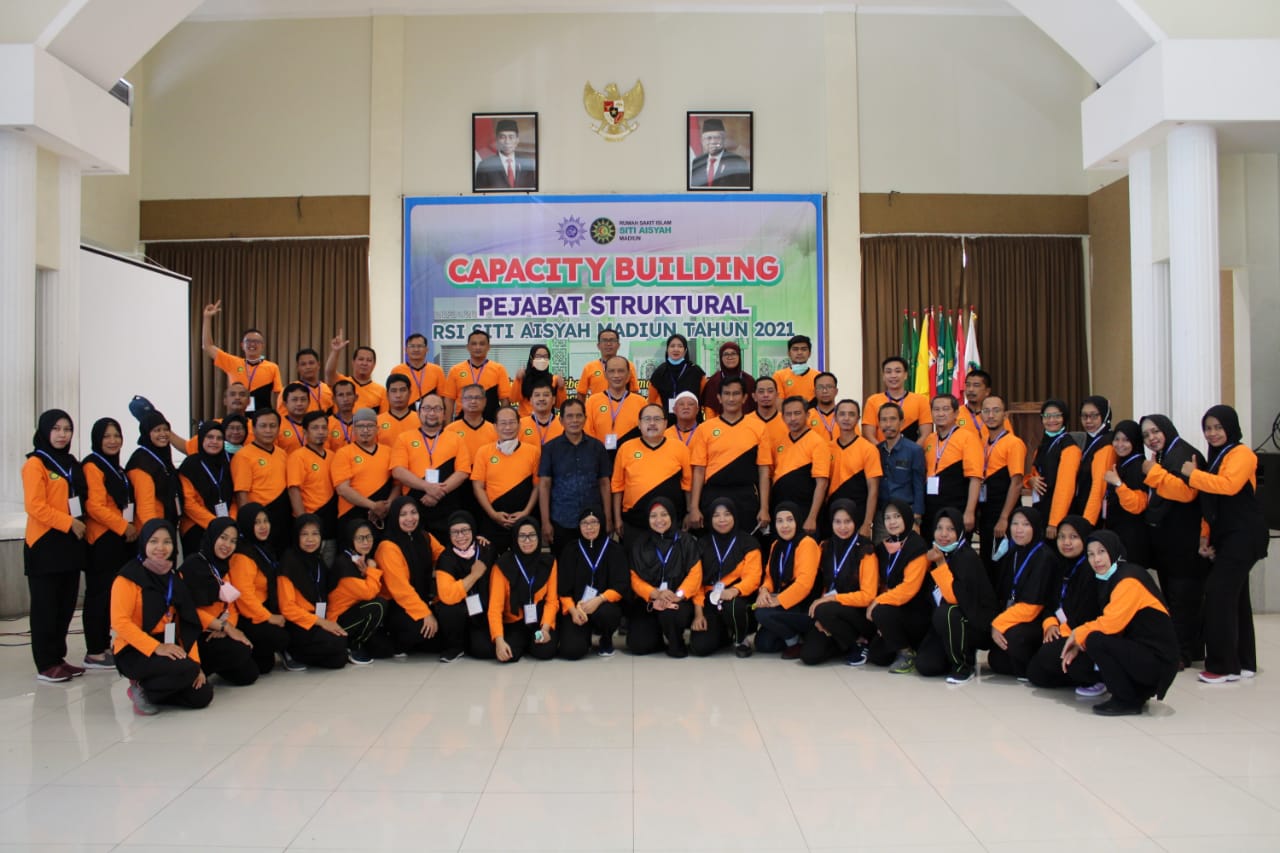 RUMAH SAKIT ISLAM
SITI AISYAH
MADIUN
CAPACITY BUILDING
PEJABAT STRUKTURAL
RSI SITI AISYAH MADIUN TAHUN 2021